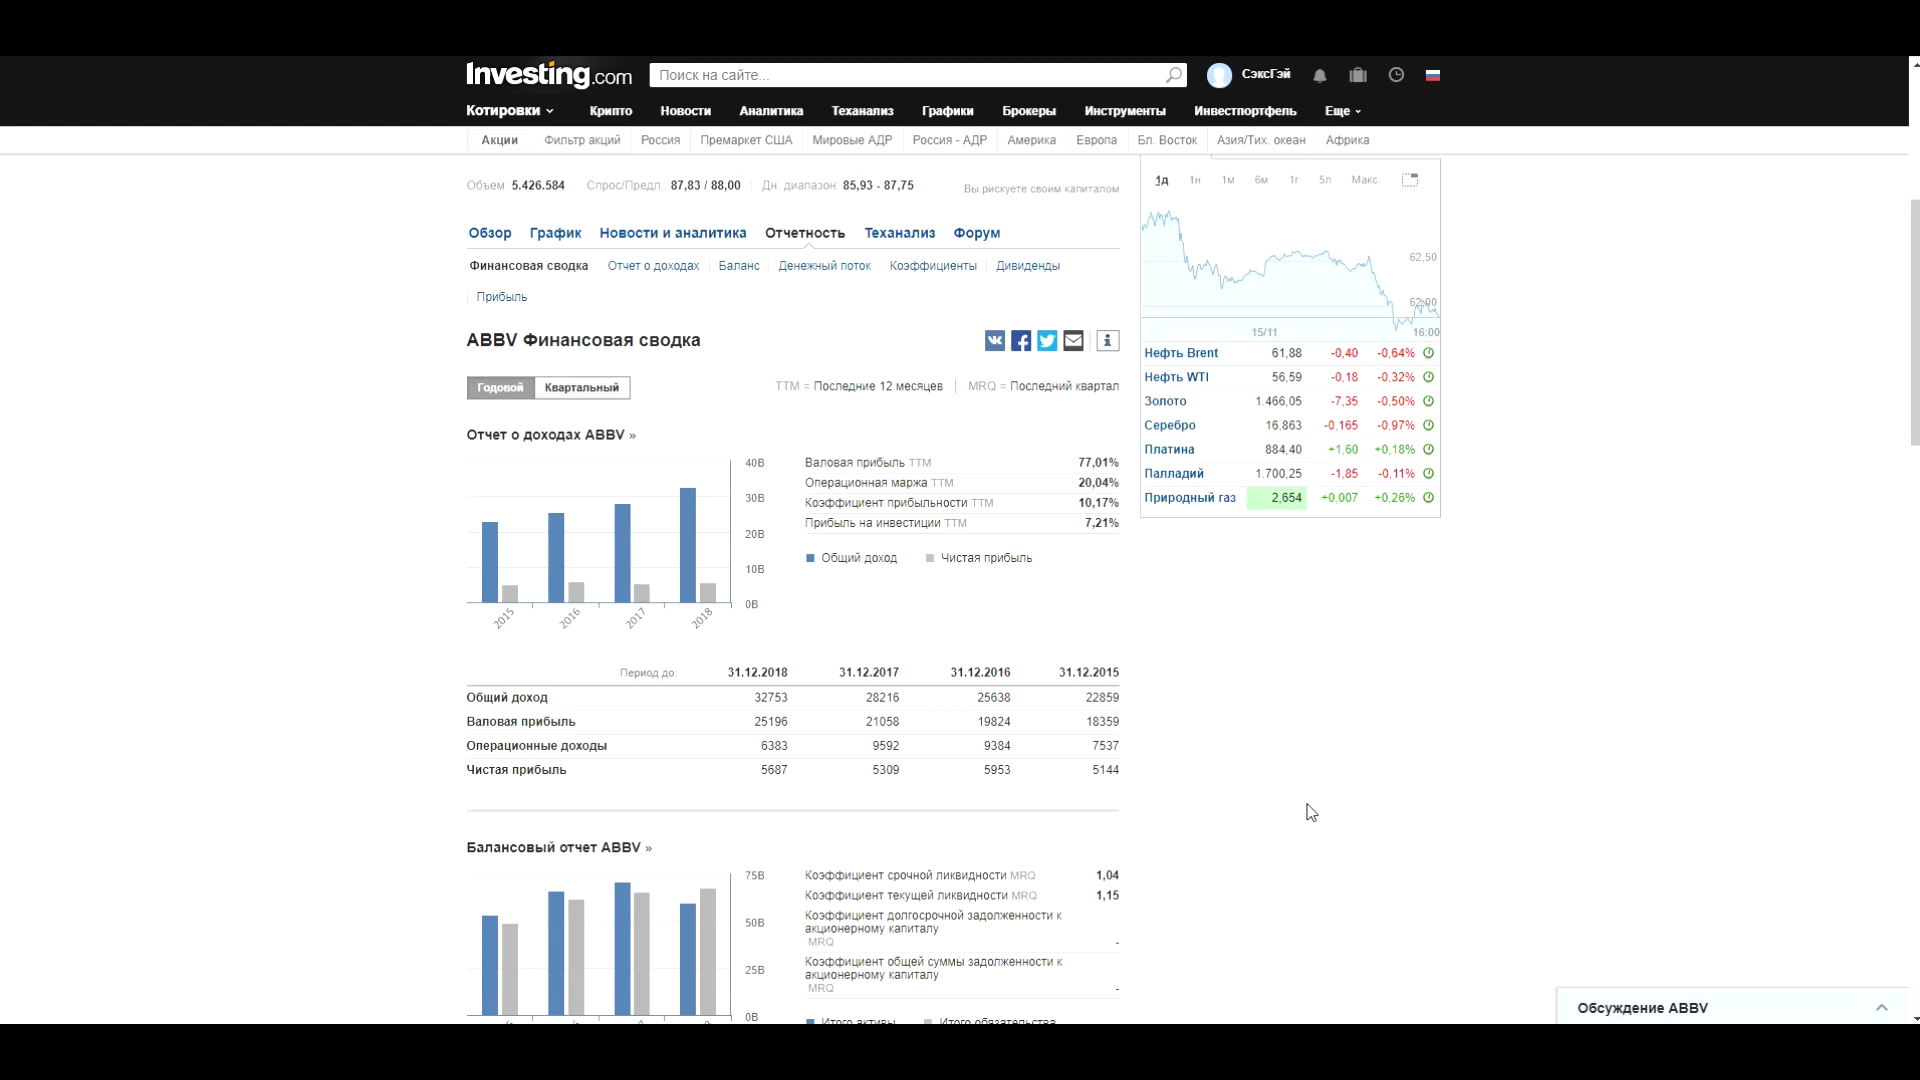 Investing.com
Поиск на сайте...
СэксГэй
Котировки
Крипто
Новости
Аналитика
Теханализ
Графики
Брокеры
Инструменты
Инвестпортфель
Еще
Акции
Фильтр акций
Россия
Премаркет США
Мировые АДР
Россия - АДР
Америка
Европа
Бл. Восток
Азия/Тих. океан
Африка
Объем: 5.426.584 Спрос/Предл.: 87,83 / 88,00 Дн. диапазон: 85,93 - 87,75
Вы рискуете своим капиталом
Обзор График Новости и аналитика Отчетность Теханализ Форум
Финансовая сводка Отчет о доходах Баланс Денежный поток Коэффициенты Дивиденды
Прибыль
ABBV Финансовая сводка
Годовой Квартальный
TTM = Последние 12 месяцев MRQ = Последний квартал
Отчет о доходах ABBV »
40B
30B
20B
10B
0B
2015 2016 2017 2018
Валовая прибыль TTM 77,01%
Операционная маржа TTM 20,04%
Коэффициент прибыльности TTM 10,17%
Прибыль на инвестиции TTM 7,21%
Общий доход Чистая прибыль
Период до: 31.12.2018 31.12.2017 31.12.2016 31.12.2015
Общий доход 32753 28216 25638 22859
Валовая прибыль 25196 21058 19824 18359
Операционные доходы 6383 9592 9384 7537
Чистая прибыль 5687 5309 5953 5144
Балансовый отчет ABBV »
75B
50B
25B
0B
Коэффициент срочной ликвидности MRQ 1,04
Коэффициент текущей ликвидности MRQ 1,15
Коэффициент долгосрочной задолженности к
акционерному капиталу
MRQ -
Коэффициент общей суммы задолженности к
акционерному капиталу
MRQ -
Итого активы Итого обязательства
1д 1н 1м 6м 1г 5л Макс
62,50
62,00
15/11 16:00
Нефть Brent 61,88 -0,40 -0,64%
Нефть WTI 56,59 -0,18 -0,32%
Золото 1.466,05 -7,35 -0,50%
Серебро 16,863 -0,165 -0,97%
Платина 884,40 +1,60 +0,18%
Палладий 1.700,25 -1,85 -0,11%
Природный газ 2,654 +0,007 +0,26%
Обсуждение ABBV